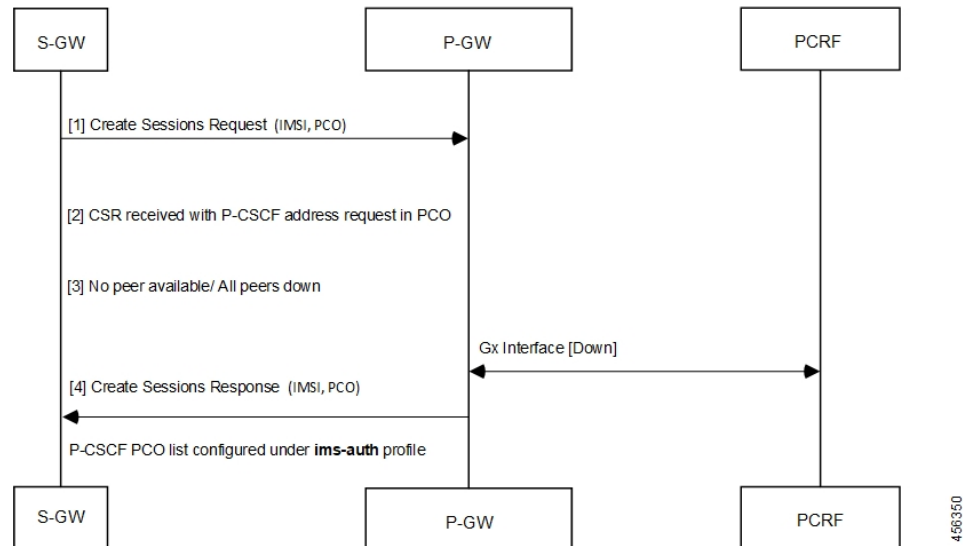 S-GW
P-GW
PCRF
[1] Create Sessions Request (IMSI, PCO)
[2] CSR received with P-CSCF address request in PCO
[3] No peer available/ All peers down
Gx Interface [Down]
[4] Create Sessions Response (IMSI, PCO)
P-CSCF PCO list configured under ims-auth profile
S-GW
P-GW
PCRF
456350